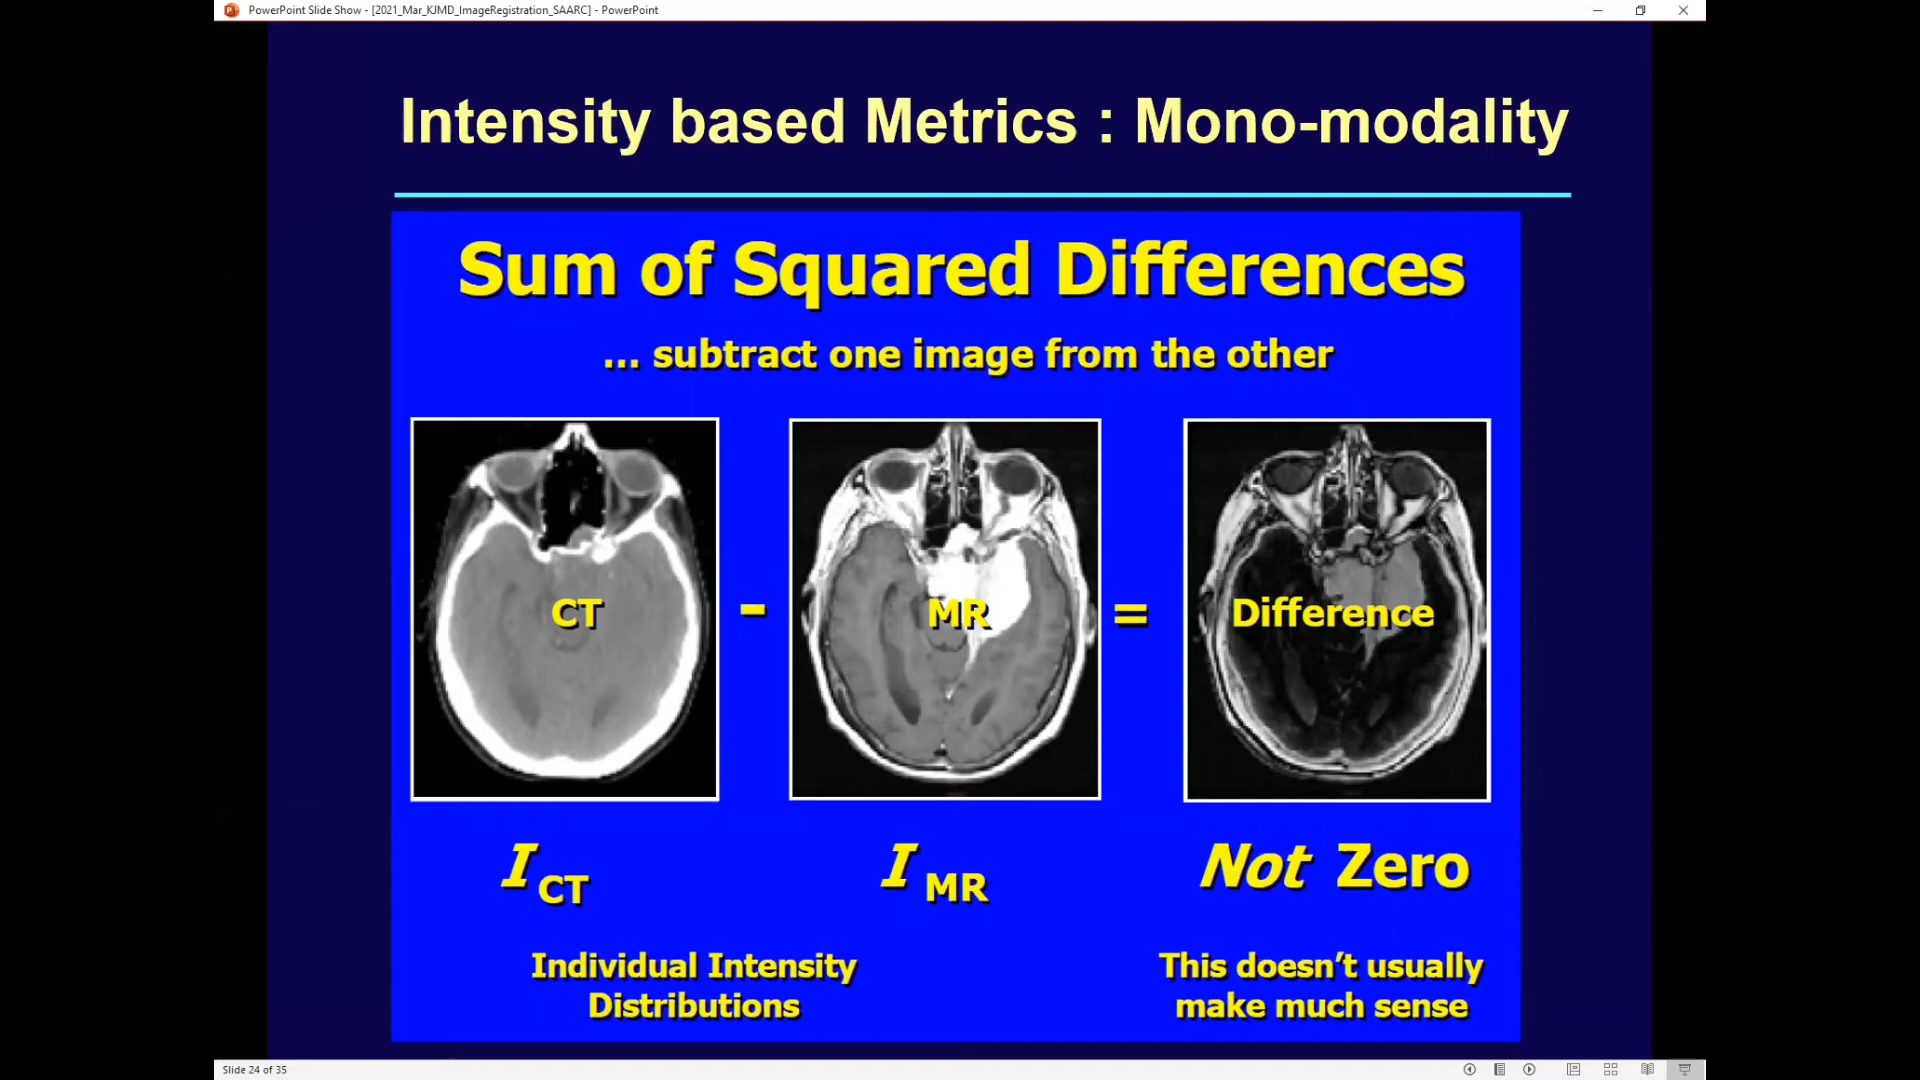 PowerPoint Slide Show - [2021_Mar_KJMD_ImageRegistration_SAARC] - PowerPoint
Intensity based Metrics : Mono-modality
Sum of Squared Differences
... subtract one image from the other
CT - MR = Difference
I CT I MR Not Zero
Individual Intensity
Distributions
This doesn't usually
make much sense
Slide 24 of 35